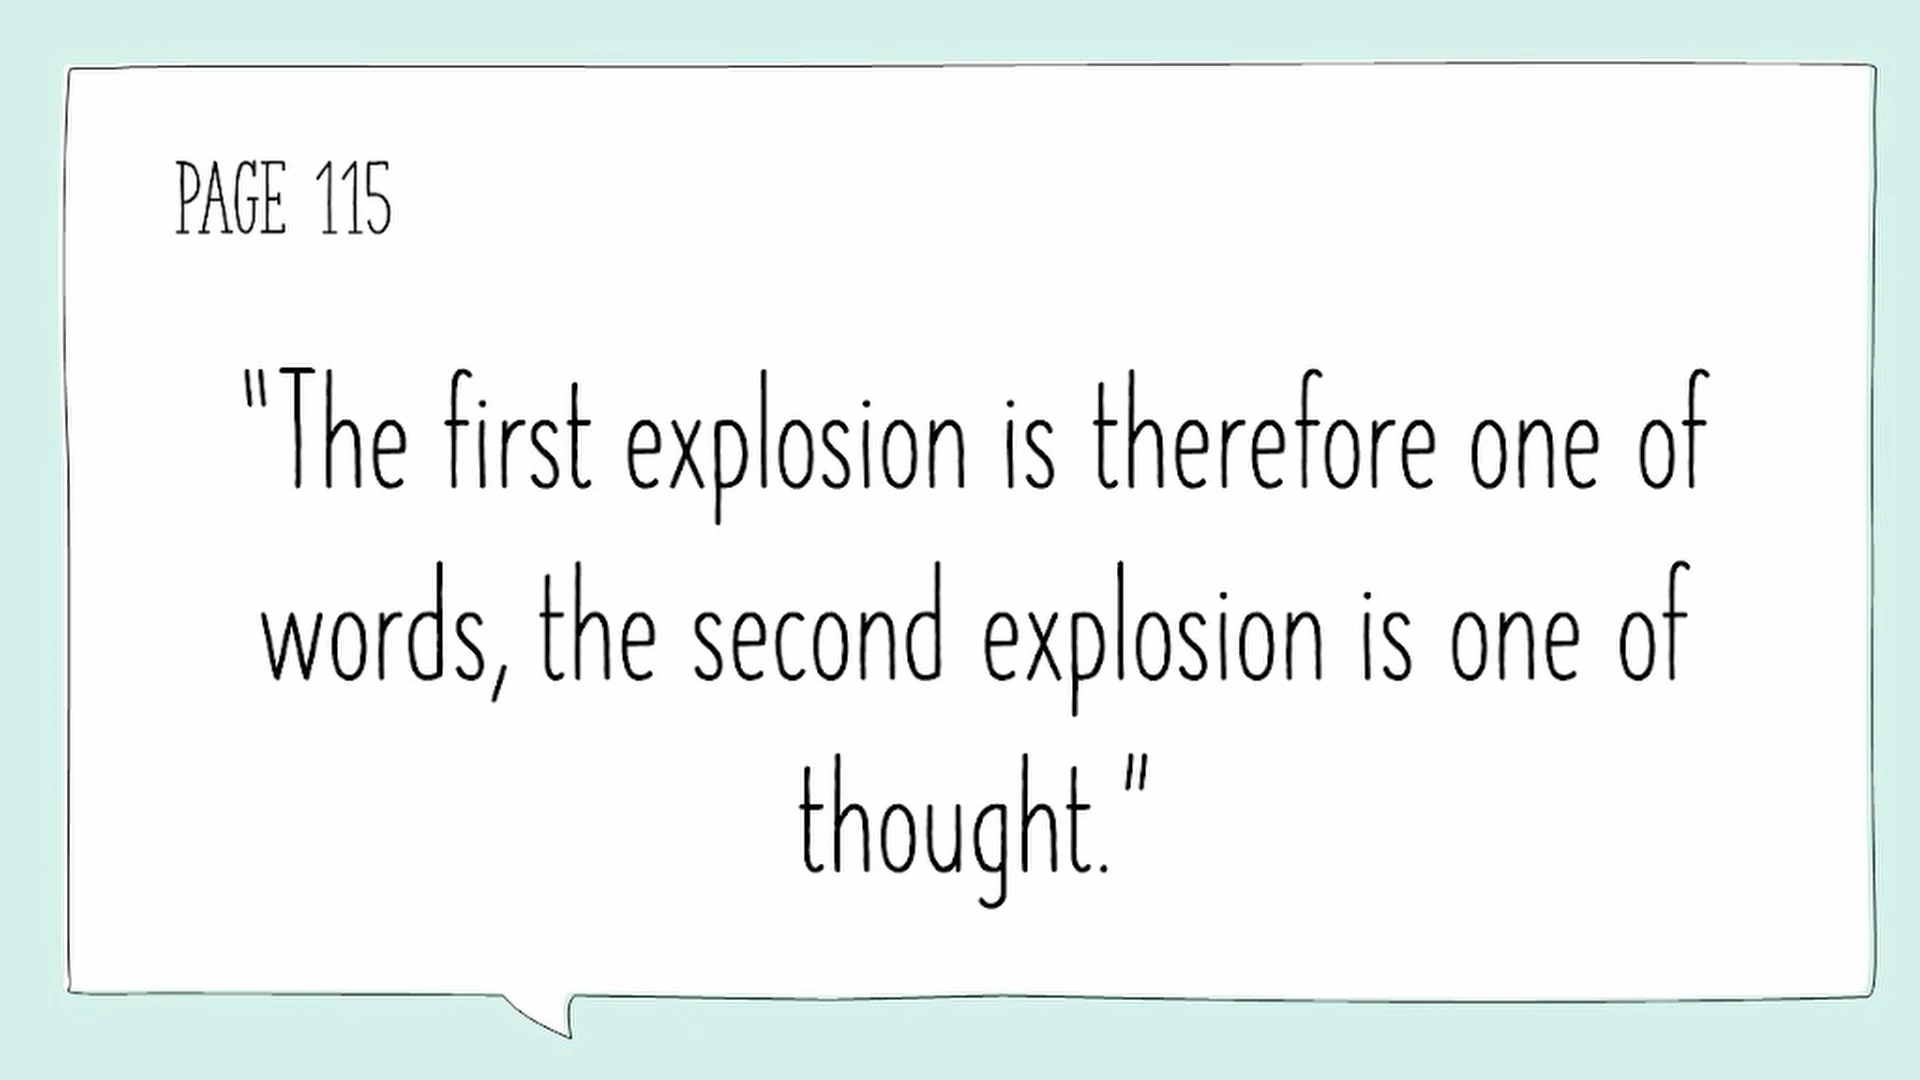 PAGE 115
"The first explosion is therefore one of
words, the second explosion is one of
thought."